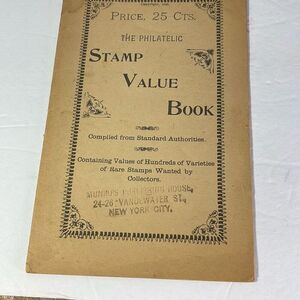 PRICE, 25 CTS.
THE PHILATELIC
STAMP
VALUE
BOOK
Compiled from Standard Authorities.
Containing Values of Hundreds of Varieties
of Rare Stamps Wanted by
Collectors.
MUNRO'S PUBLISHING HOUSE,
24-26 VANDEWATER ST.,
NEW YORK CITY.